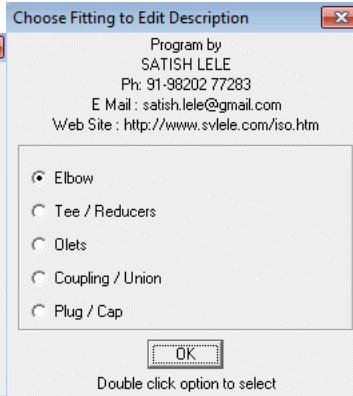 Choose Fitting to Edit Description
Program by
SATISH LELE
Ph: 91-98202 77283
E Mail : satish.lele@gmail.com
Web Site : http://www.svlele.com/iso.htm
Elbow
Tee / Reducers
Olets
Coupling / Union
Plug / Cap
OK
Double click option to select